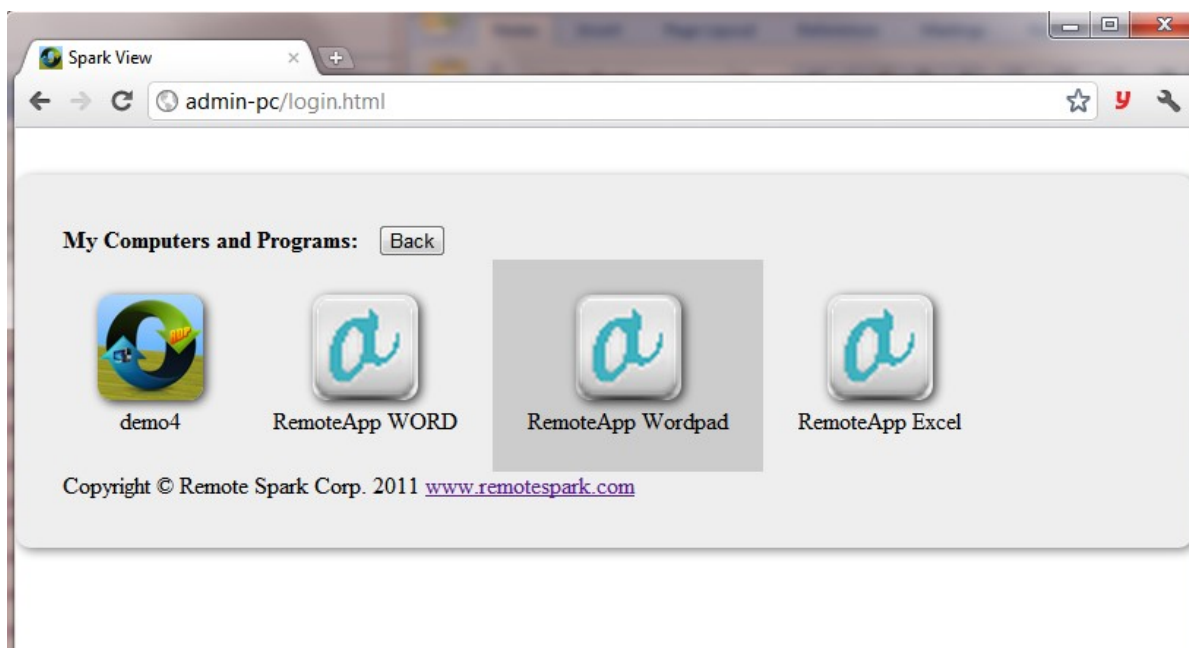 Spark View
admin-pc/login.html
My Computers and Programs: Back
demo4 RemoteApp WORD RemoteApp Wordpad RemoteApp Excel
Copyright © Remote Spark Corp. 2011 www.remotespark.com